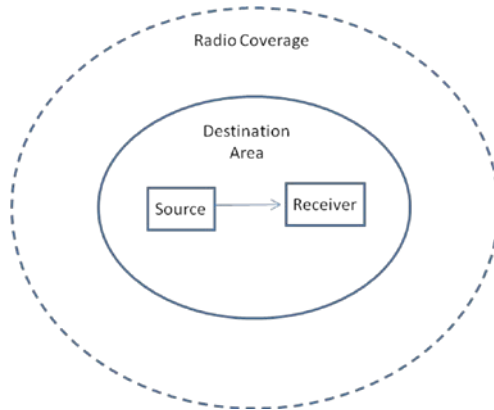 Radio Coverage
Destination
Area
Source
Receiver